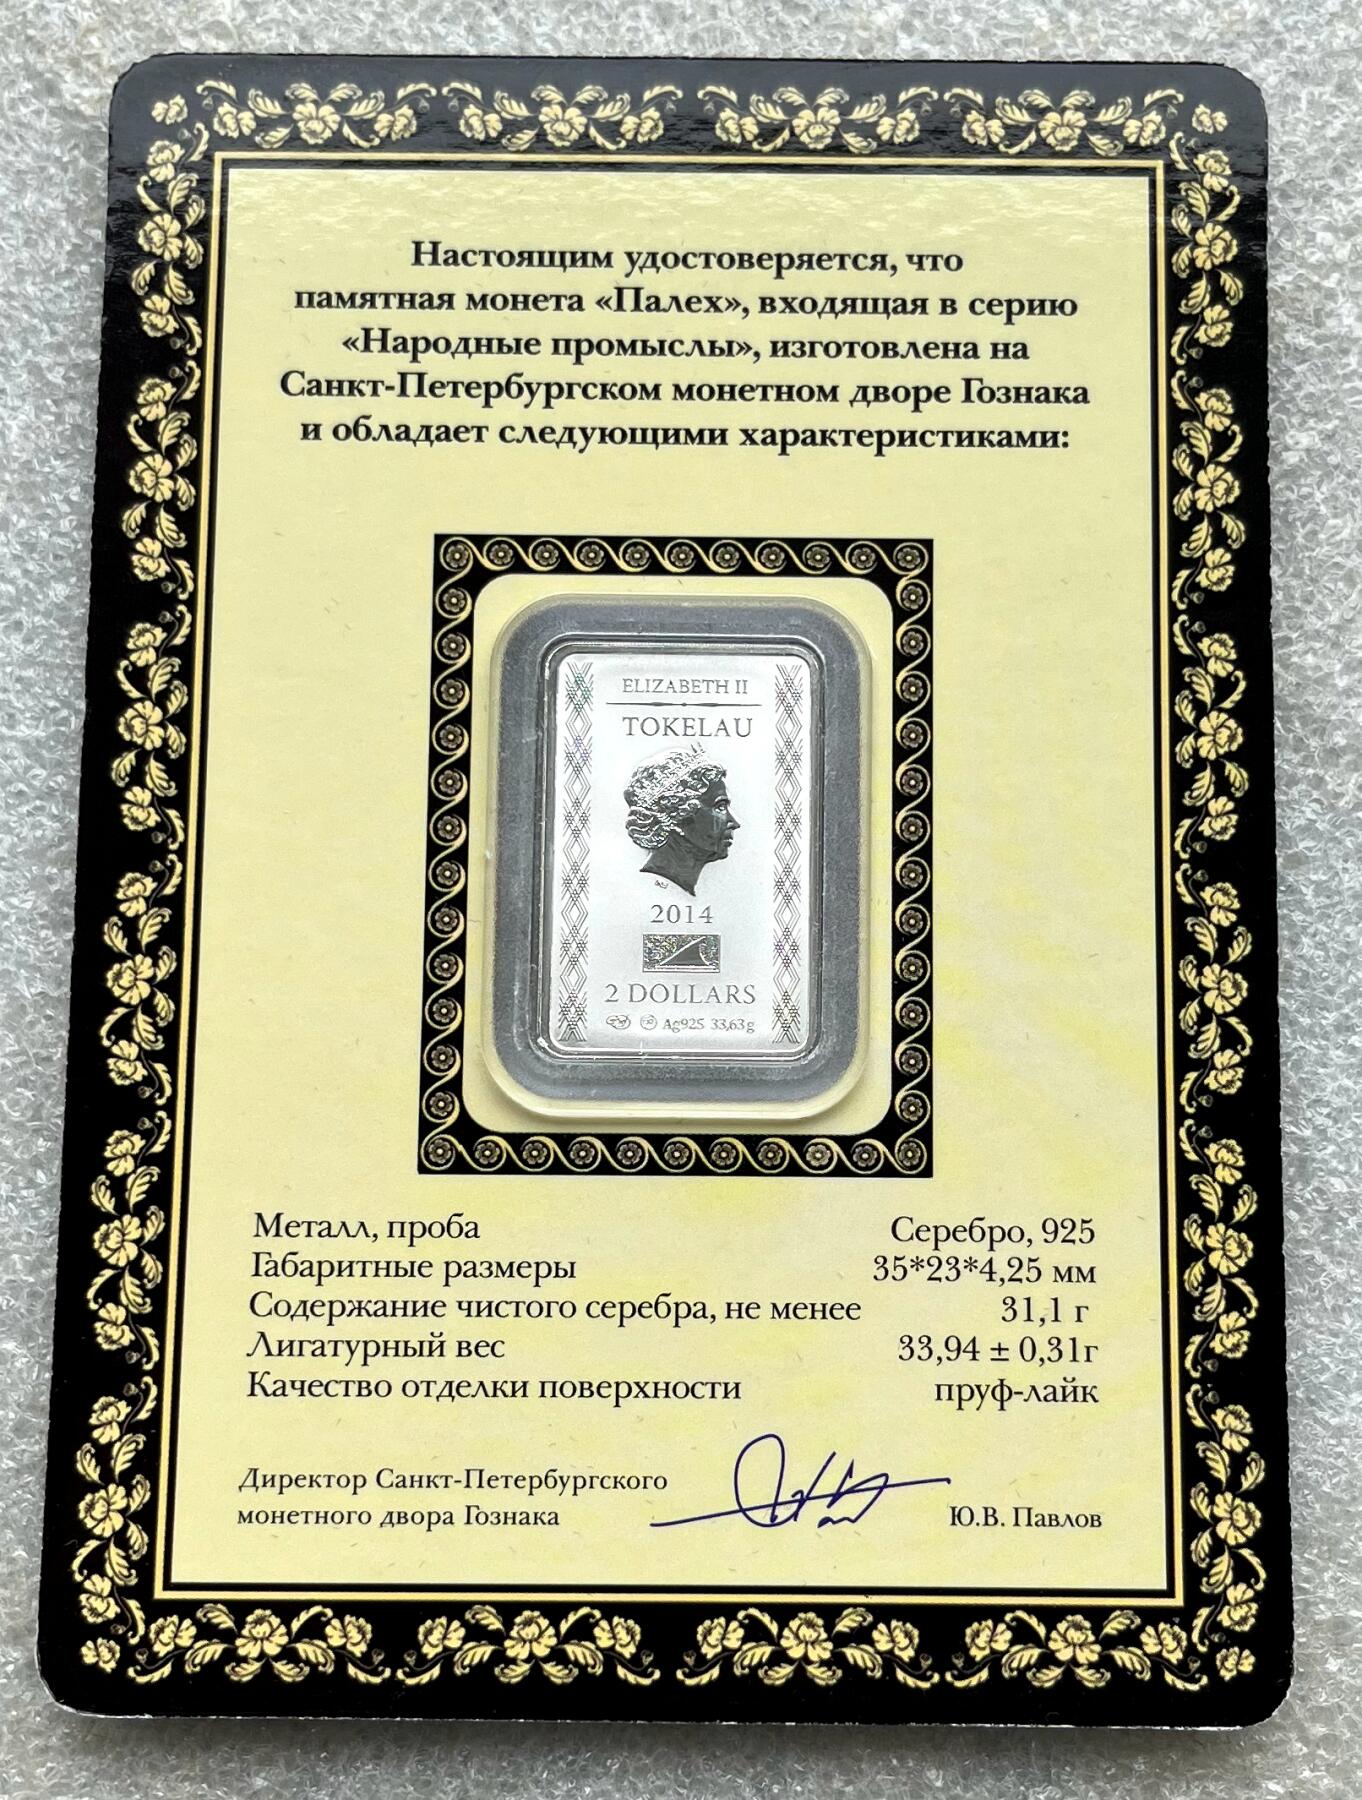 Настоящим удостоверяется, что
памятная монета «Палех», входящая в серию
«Народные промыслы», изготовлена на
Санкт-Петербургском монетном дворе Гознака
и обладает следующими характеристиками:
ELIZABETH II
TOKELAU
2014
2 DOLLARS
Ag925 33,63g
Металл, проба Серебро, 925
Габаритные размеры 35*23*4,25 мм
Содержание чистого серебра, не менее 31,1 г
Лигатурный вес 33,94 ± 0,31г
Качество отделки поверхности пруф-лайк
Директор Санкт-Петербургского
монетного двора Гознака Ю.В. Павлов